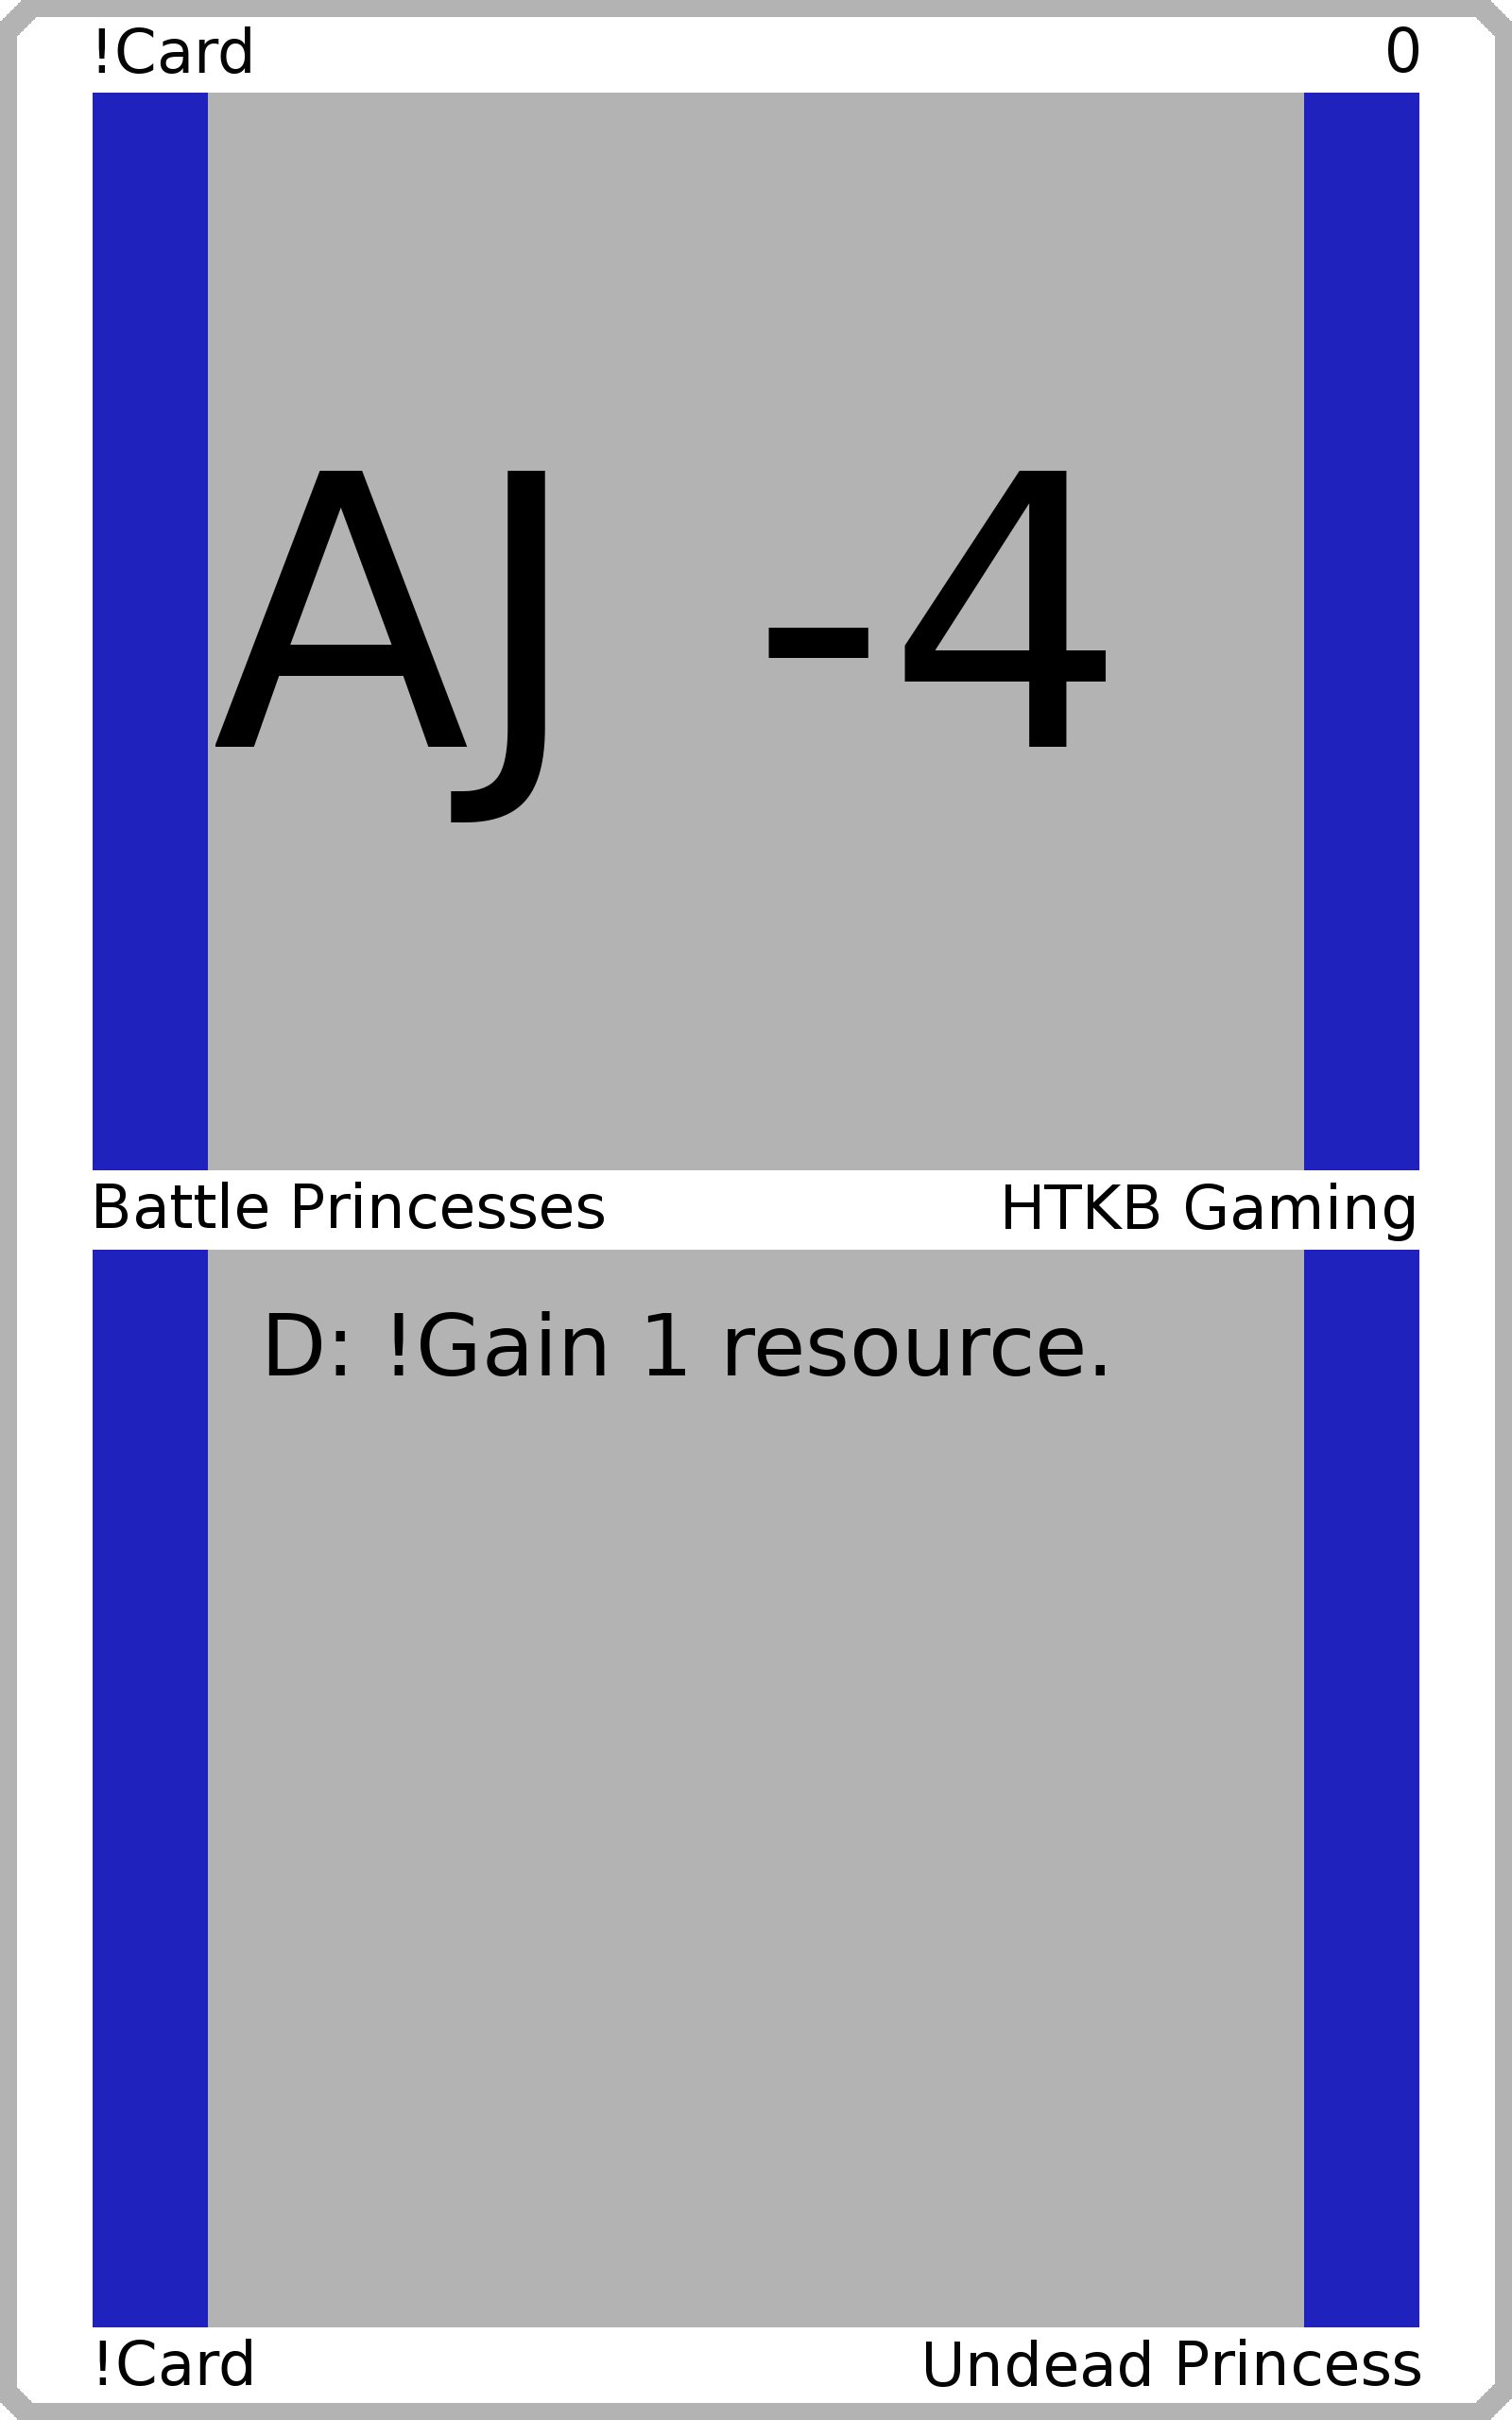 !Card 0
AJ -4
Battle Princesses HTKB Gaming
D: !Gain 1 resource.
!Card Undead Princess